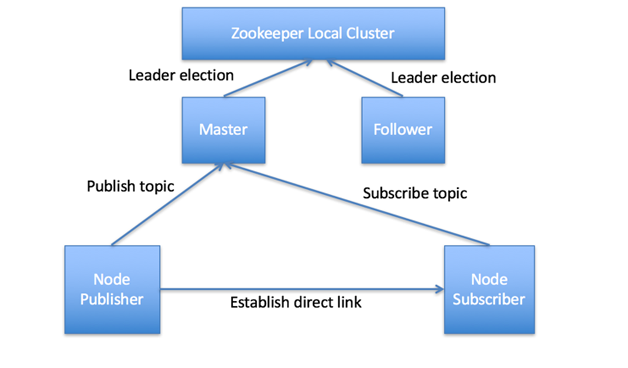 Zookeeper Local Cluster
Leader election
Leader election
Master
Follower
Publish topic
Subscribe topic
Node
Publisher
Node
Subscriber
Establish direct link